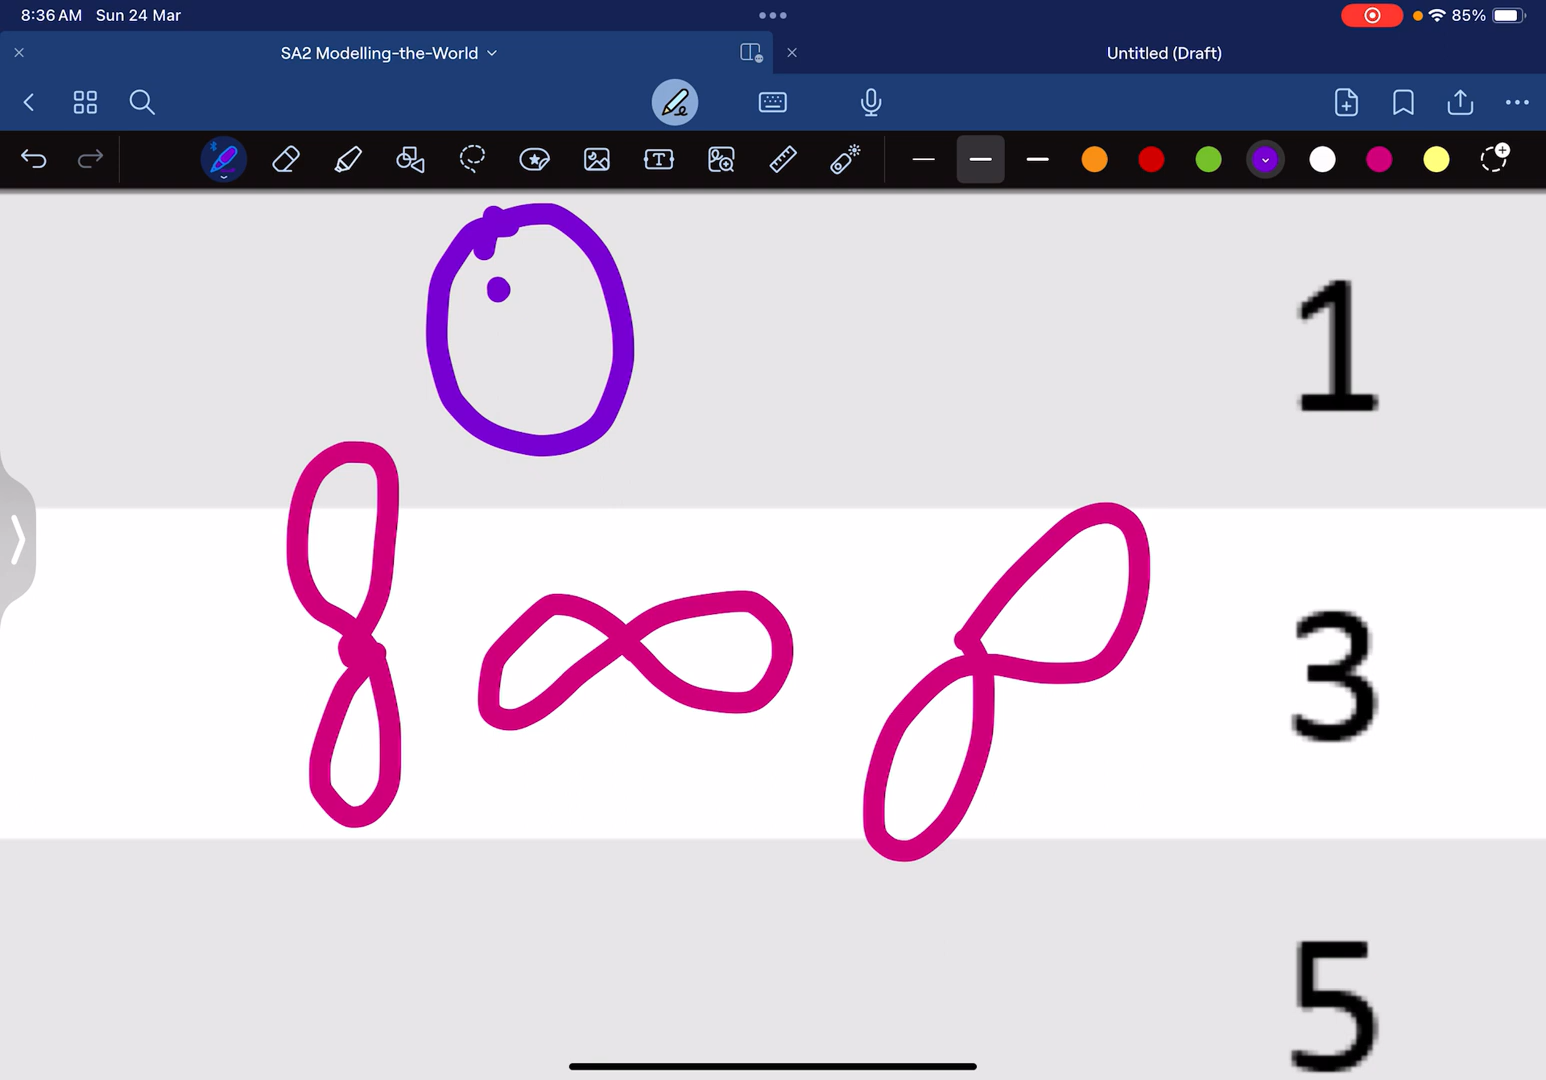 8:36 AM Sun 24 Mar
85%
SA2 Modelling-the-World
Untitled (Draft)
T
1
3
5